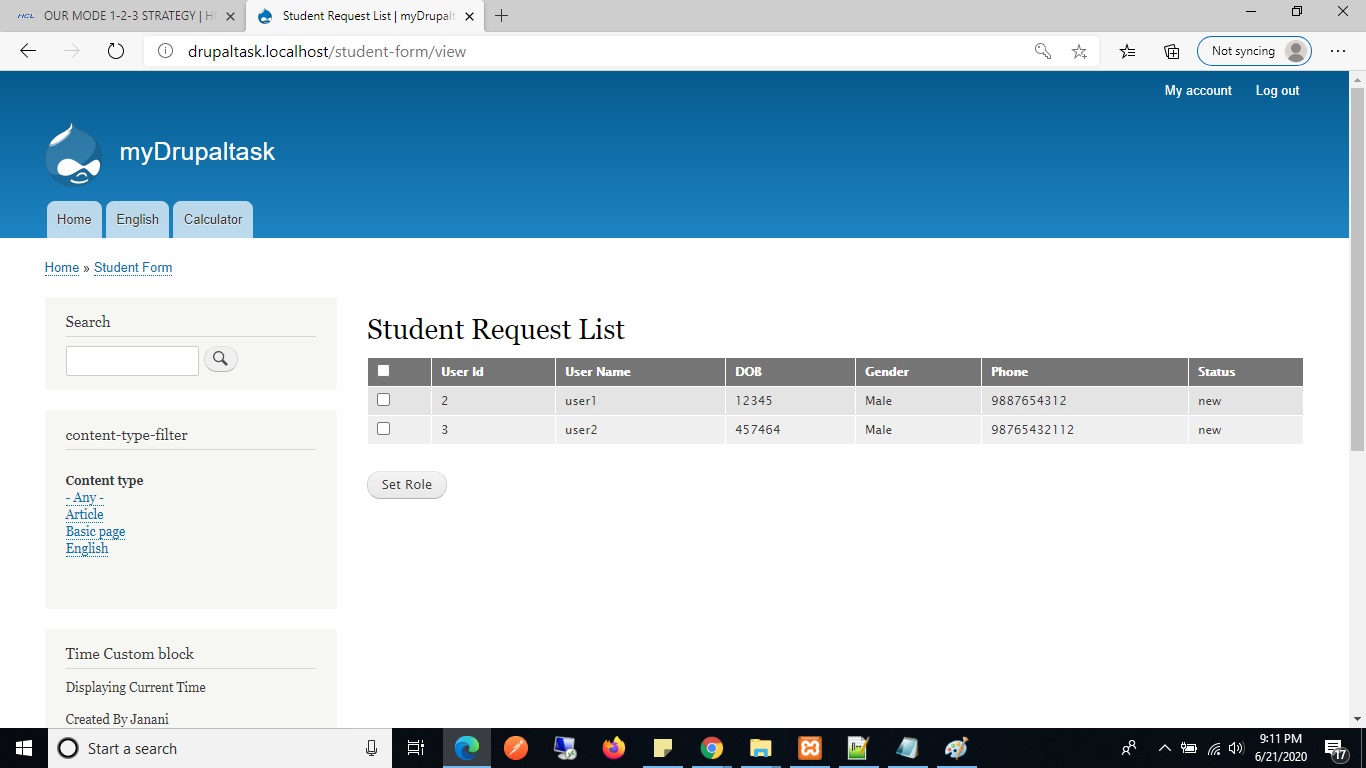 HCL OUR MODE 1-2-3 STRATEGY | HC
Student Request List | myDrupalt
drupaltask.localhost/student-form/view
Not syncing
My account Log out
myDrupaltask
Home English Calculator
Home » Student Form
Search
content-type-filter
Content type
- Any -
Article
Basic page
English
Time Custom block
Displaying Current Time
Created By Janani
Student Request List
User Id User Name DOB Gender Phone Status
2 user1 12345 Male 9887654312 new
3 user2 457464 Male 98765432112 new
Set Role
Start a search
9:11 PM
6/21/2020
17